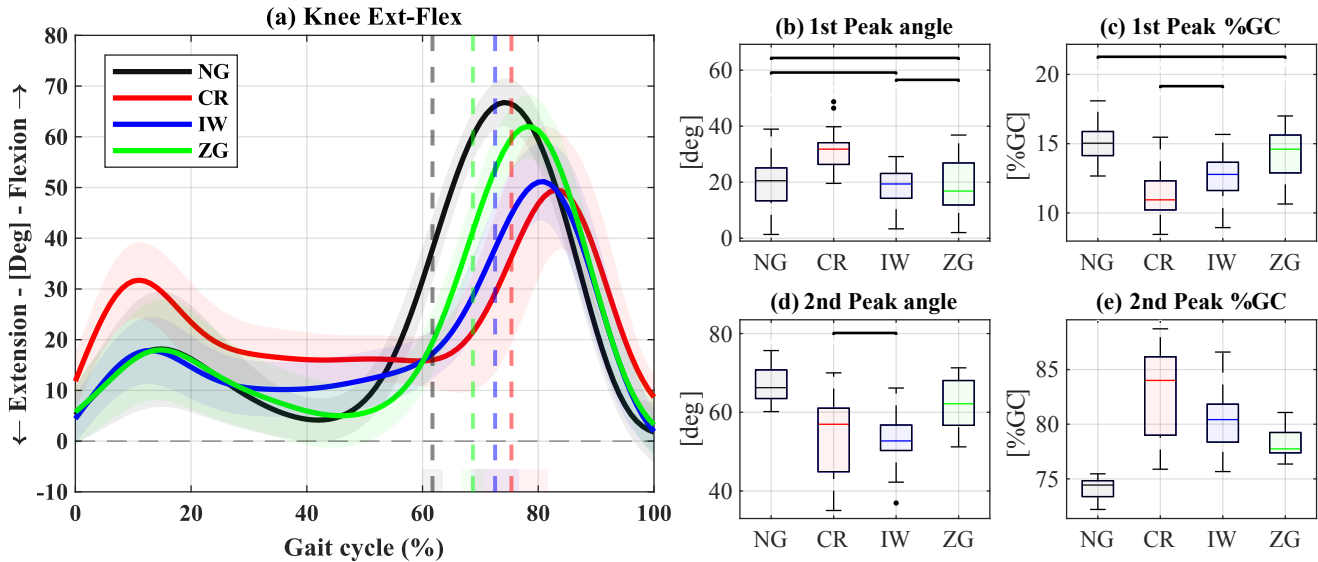 (a) Knee Ext-Flex
← Extension - [Deg] - Flexion →
80
70
60
50
40
30
20
10
0
-10
NG
CR
IW
ZG
0 20 40 60 80 100
Gait cycle (%)
(b) 1st Peak angle
[deg]
60
40
20
0
NG CR IW ZG
(c) 1st Peak %GC
[%GC]
20
15
10
NG CR IW ZG
(d) 2nd Peak angle
[deg]
80
60
40
NG CR IW ZG
(e) 2nd Peak %GC
[%GC]
85
80
75
NG CR IW ZG